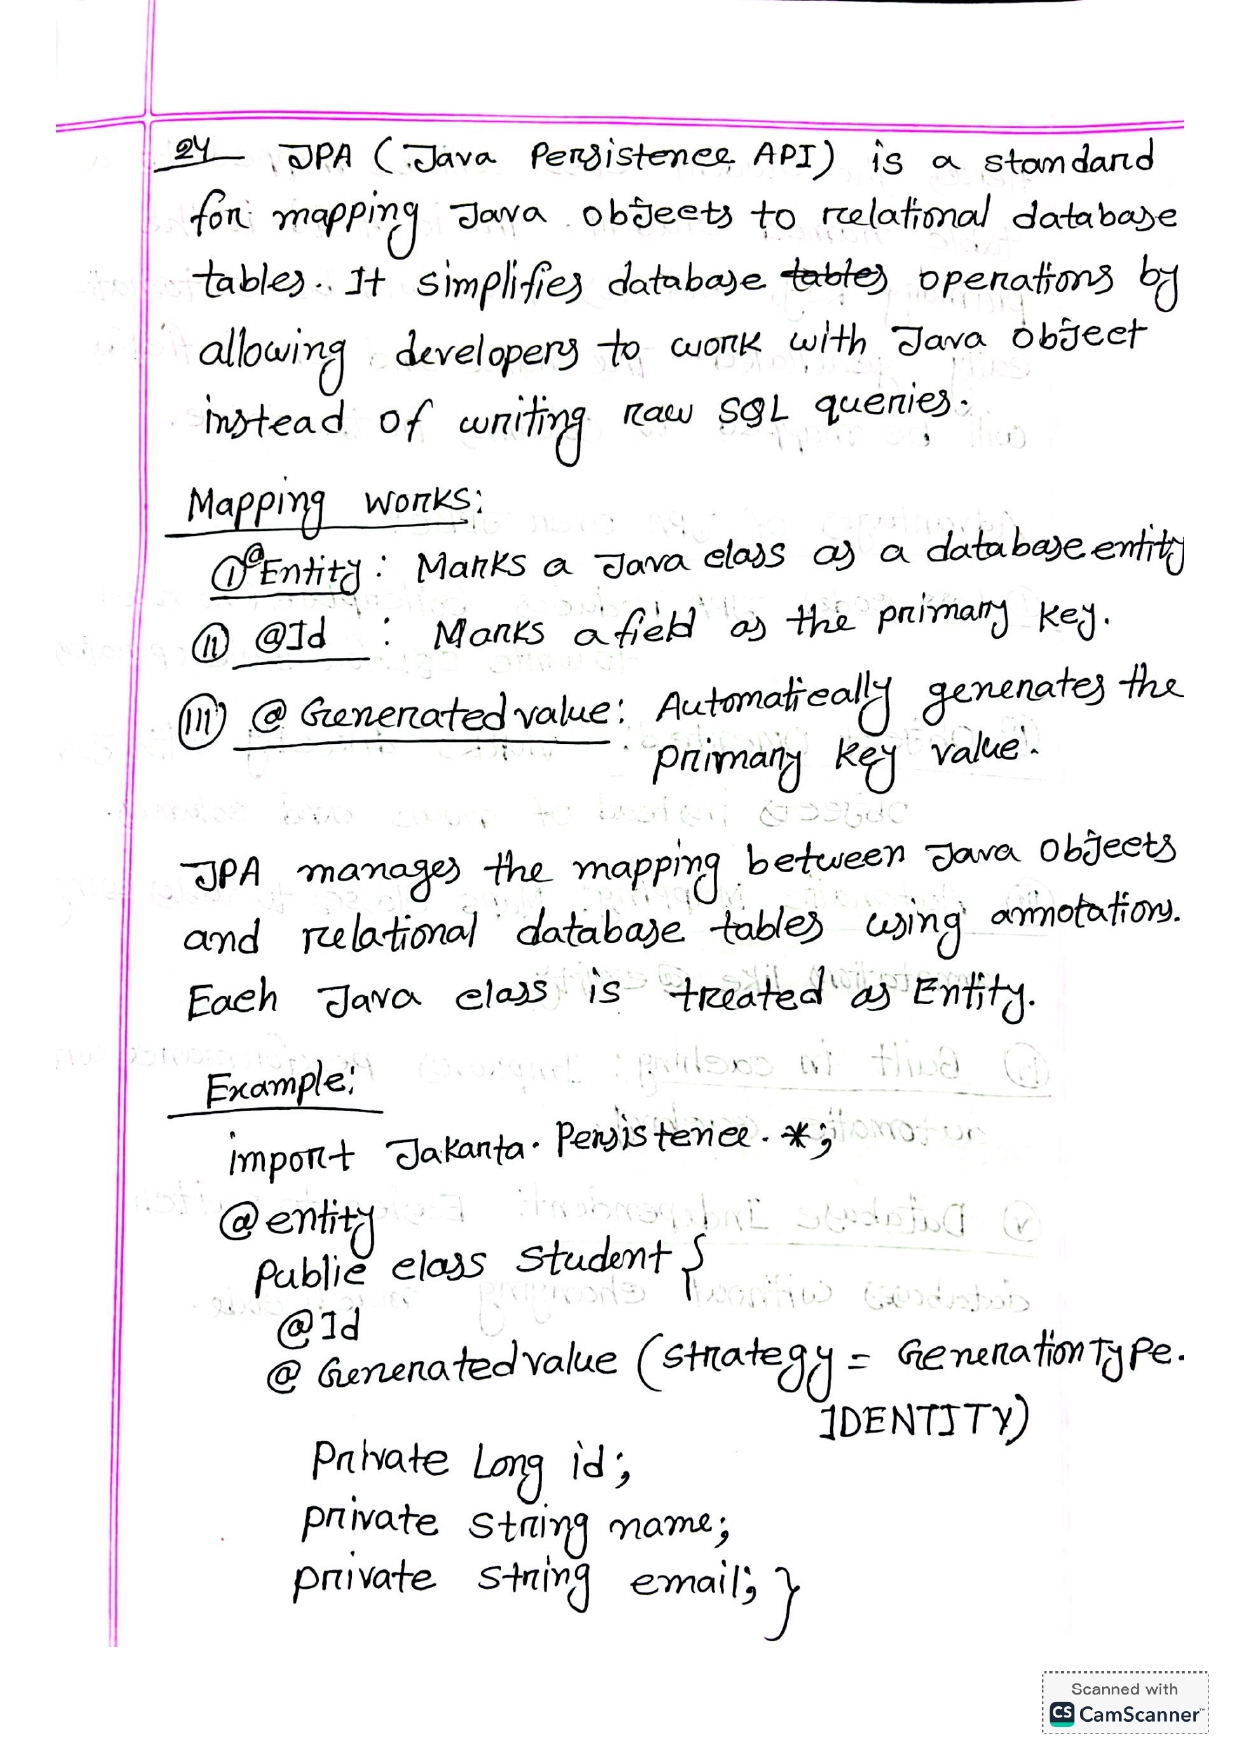 24 JPA (Java Persistence API) is a standard
for mapping Java objects to relational database
tables. It simplifies database tables operations by
allowing developers to work with Java object
instead of writing raw SQL queries.
Mapping works:
(i) @Entity : Marks a Java class as a database entity
(ii) @Id : Marks a field as the primary key.
(iii) @ Generated value : Automatically generates the
primary key value.
JPA manages the mapping between Java objects
and relational database tables using annotations.
Each Java class is treated as Entity.
Example:
import Jakarta. Persistence. *;
@entity
Public class Student {
@Id
@ Generated value (strategy = GenerationType.
IDENTITY)
Private Long id;
private string name;
private string email; }
Scanned with
CS CamScanner